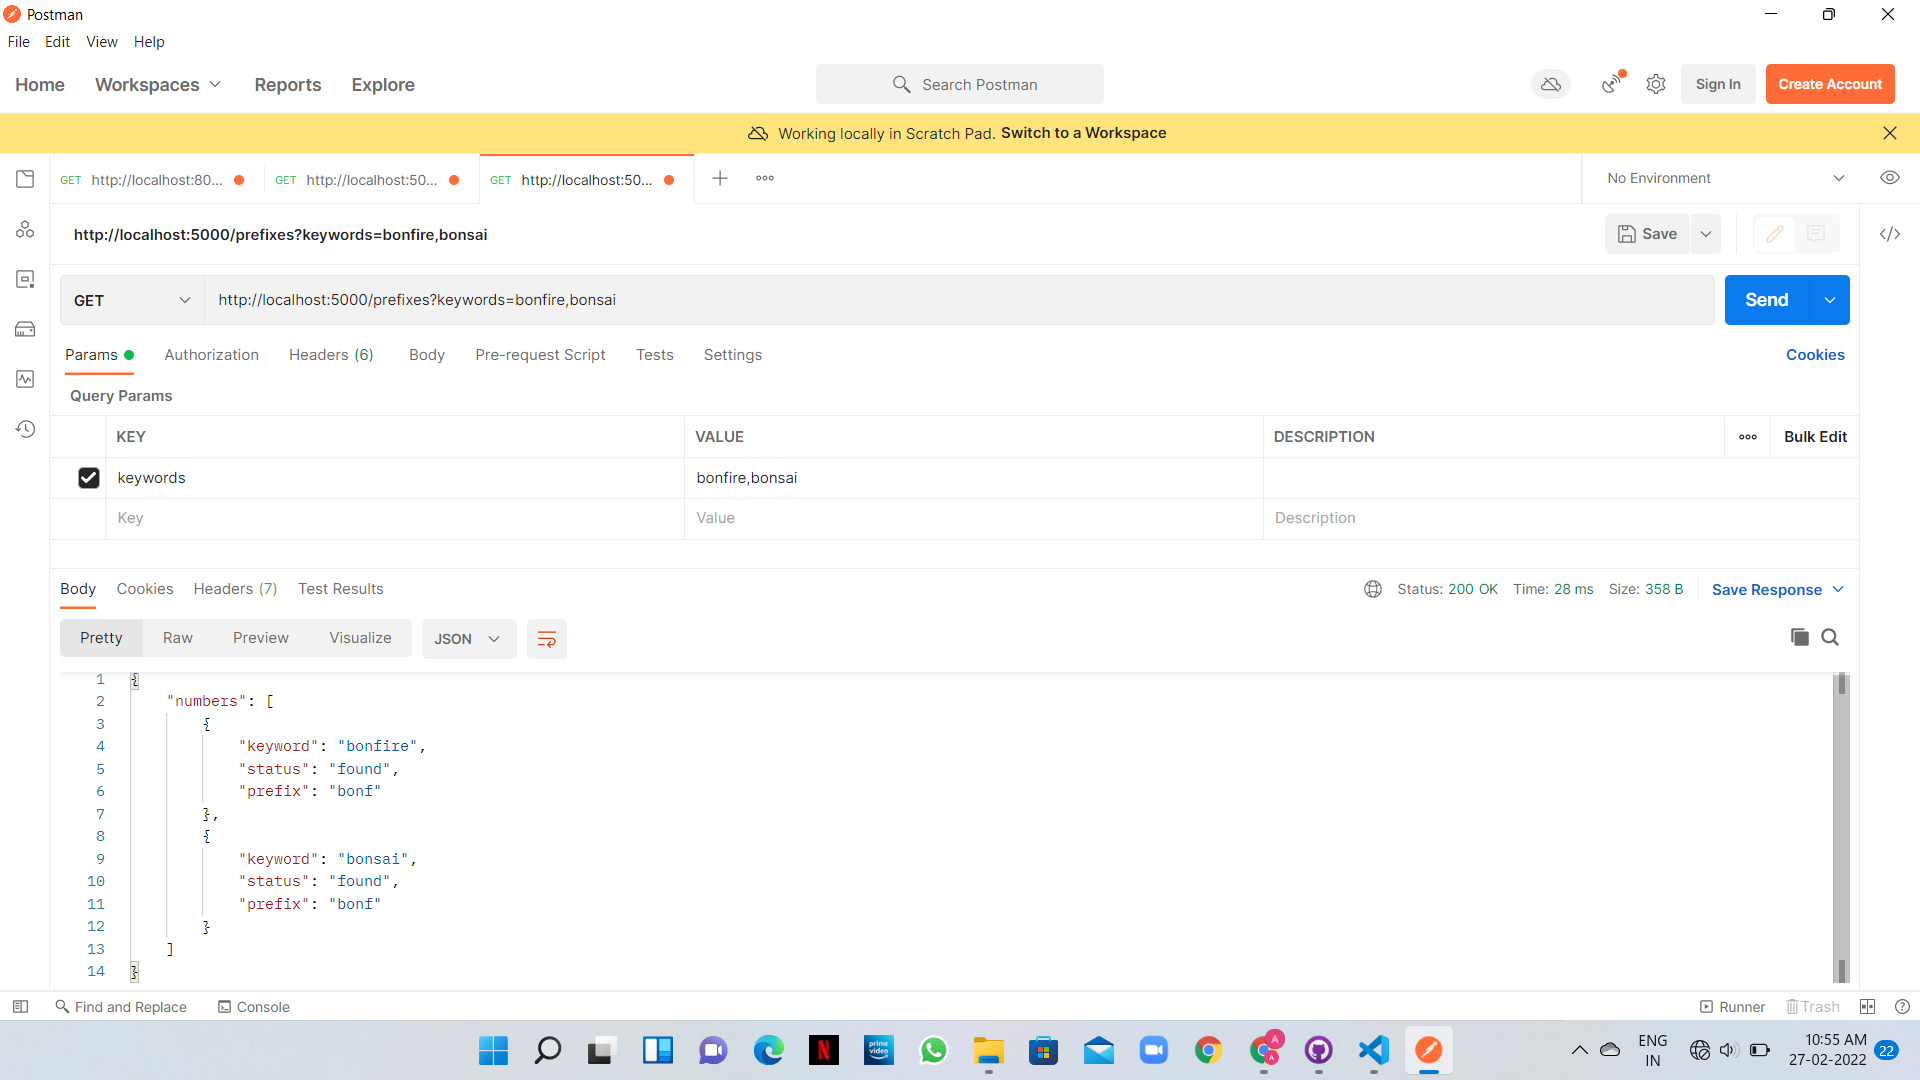 Postman
File Edit View Help
Home Workspaces Reports Explore Search Postman Sign In Create Account
Working locally in Scratch Pad. Switch to a Workspace
GET http://localhost:80... GET http://localhost:50... GET http://localhost:50... No Environment
http://localhost:5000/prefixes?keywords=bonfire,bonsai Save
GET http://localhost:5000/prefixes?keywords=bonfire,bonsai Send
Params Authorization Headers (6) Body Pre-request Script Tests Settings Cookies
Query Params
KEY VALUE DESCRIPTION Bulk Edit
keywords bonfire,bonsai
Key Value Description
Body Cookies Headers (7) Test Results Status: 200 OK Time: 28 ms Size: 358 B Save Response
Pretty Raw Preview Visualize JSON
1 {
2 "numbers": [
3 {
4 "keyword": "bonfire",
5 "status": "found",
6 "prefix": "bonf"
7 },
8 {
9 "keyword": "bonsai",
10 "status": "found",
11 "prefix": "bonf"
12 }
13 ]
14 }
Find and Replace Console Runner Trash
prime video
N
A
A
ENG
IN
10:55 AM
27-02-2022
22